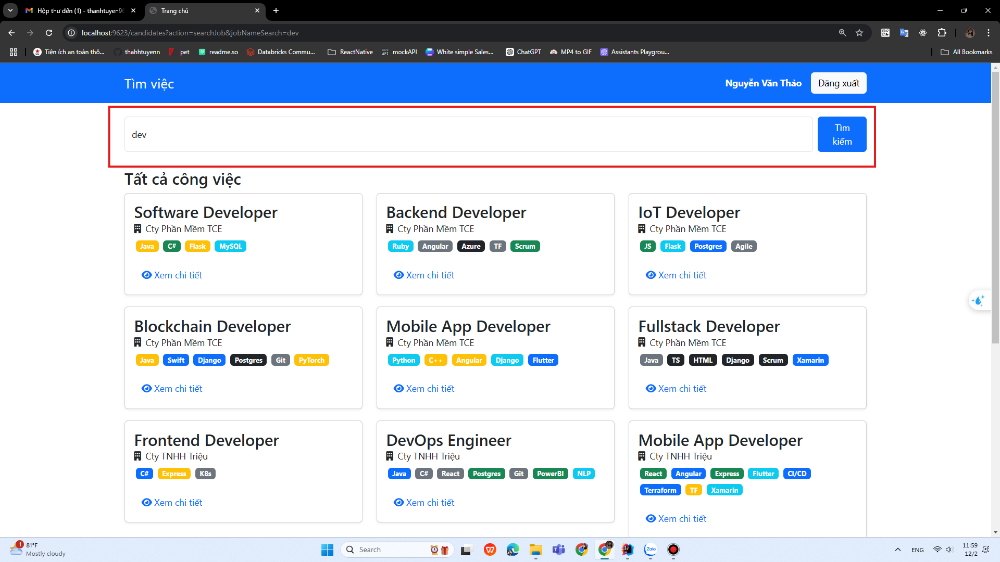 Hộp thư đến (1) - thanhtuyen96
Trang chủ
localhost:9623/candidates?action=searchJob&jobNameSearch=dev
Tiện ích an toàn thô...
thahhtuyenn
pet
readme.so
Databricks Commu...
ReactNative
mock API
mockAPI
White simple Sales...
ChatGPT
MP4 to GIF
Assistants Playgrou...
All Bookmarks
Tìm việc
Nguyễn Văn Thảo
Đăng xuất
dev
Tìm
kiếm
Tất cả công việc
Software Developer
Cty Phần Mềm TCE
Java C# Flask MySQL
Xem chi tiết
Backend Developer
Cty Phần Mềm TCE
Ruby Angular Azure TF Scrum
Xem chi tiết
IoT Developer
Cty Phần Mềm TCE
JS Flask Postgres Agile
Xem chi tiết
Blockchain Developer
Cty Phần Mềm TCE
Java Swift Django Postgres Git PyTorch
Xem chi tiết
Mobile App Developer
Cty Phần Mềm TCE
Python C++ Angular Django Flutter
Xem chi tiết
Fullstack Developer
Cty Phần Mềm TCE
Java TS HTML Django Scrum Xamarin
Xem chi tiết
Frontend Developer
Cty TNHH Triệu
C# Express K8s
Xem chi tiết
DevOps Engineer
Cty TNHH Triệu
Java C# React Postgres Git PowerBI NLP
Xem chi tiết
Mobile App Developer
Cty TNHH Triệu
React Angular Express Flutter CI/CD
Terraform TF Xamarin
Xem chi tiết
1
81°F
Mostly cloudy
Search
Zalo
ENG
11:59
12/2